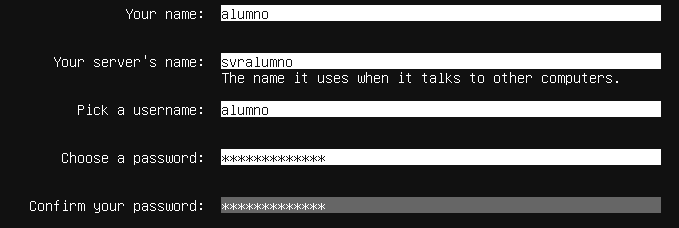 Your name: alumno
Your server's name: svralumno
The name it uses when it talks to other computers.
Pick a username: alumno
Choose a password: *************
Confirm your password: *************